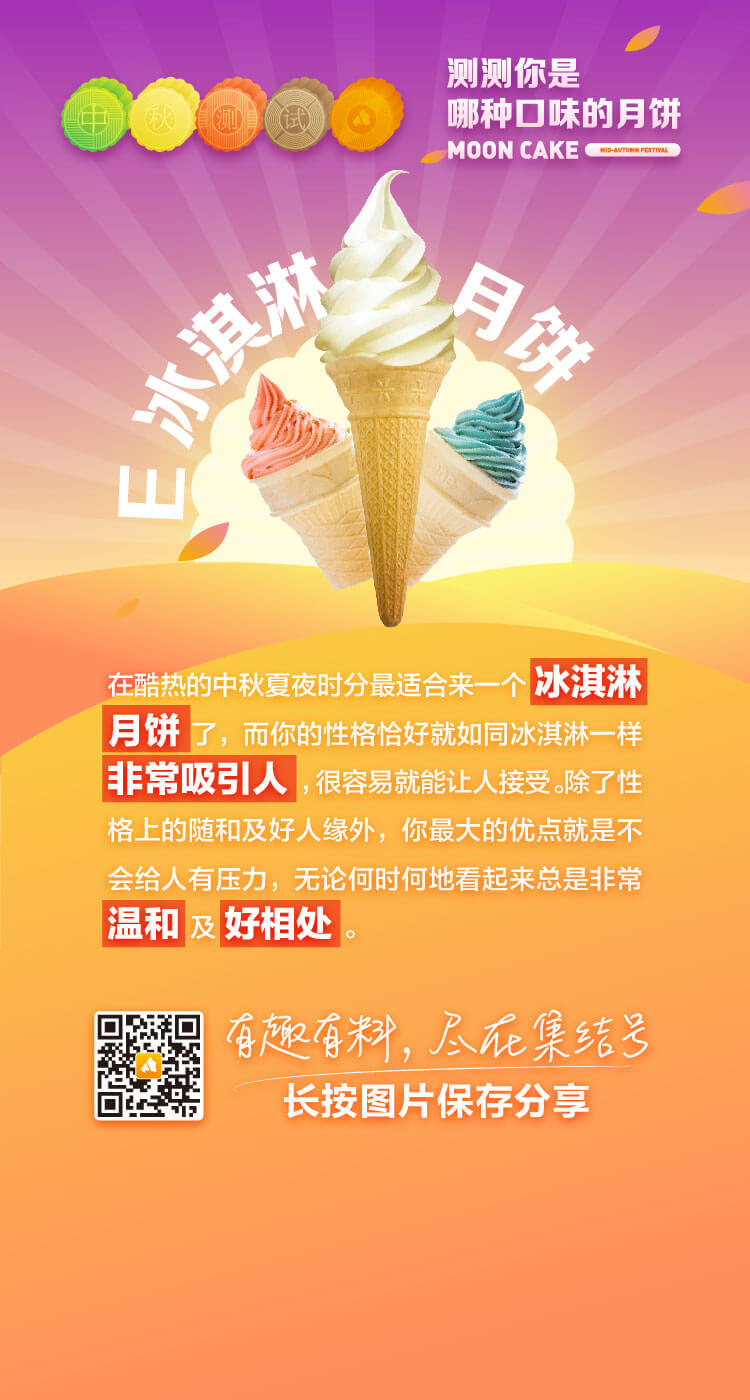 中秋测试
测测你是
哪种口味的月饼
MOON CAKE MID-AUTUMN FESTIVAL
E 冰淇淋月饼
在酷热的中秋夏夜时分最适合来一个 冰淇淋
月饼 了，而你的性格恰好就如同冰淇淋一样
非常吸引人，很容易就能让人接受。除了性
格上的随和及好人缘外，你最大的优点就是不
会给人有压力，无论何时何地看起来总是非常
温和 及 好相处 。
有趣有料，尽在集结号
长按图片保存分享